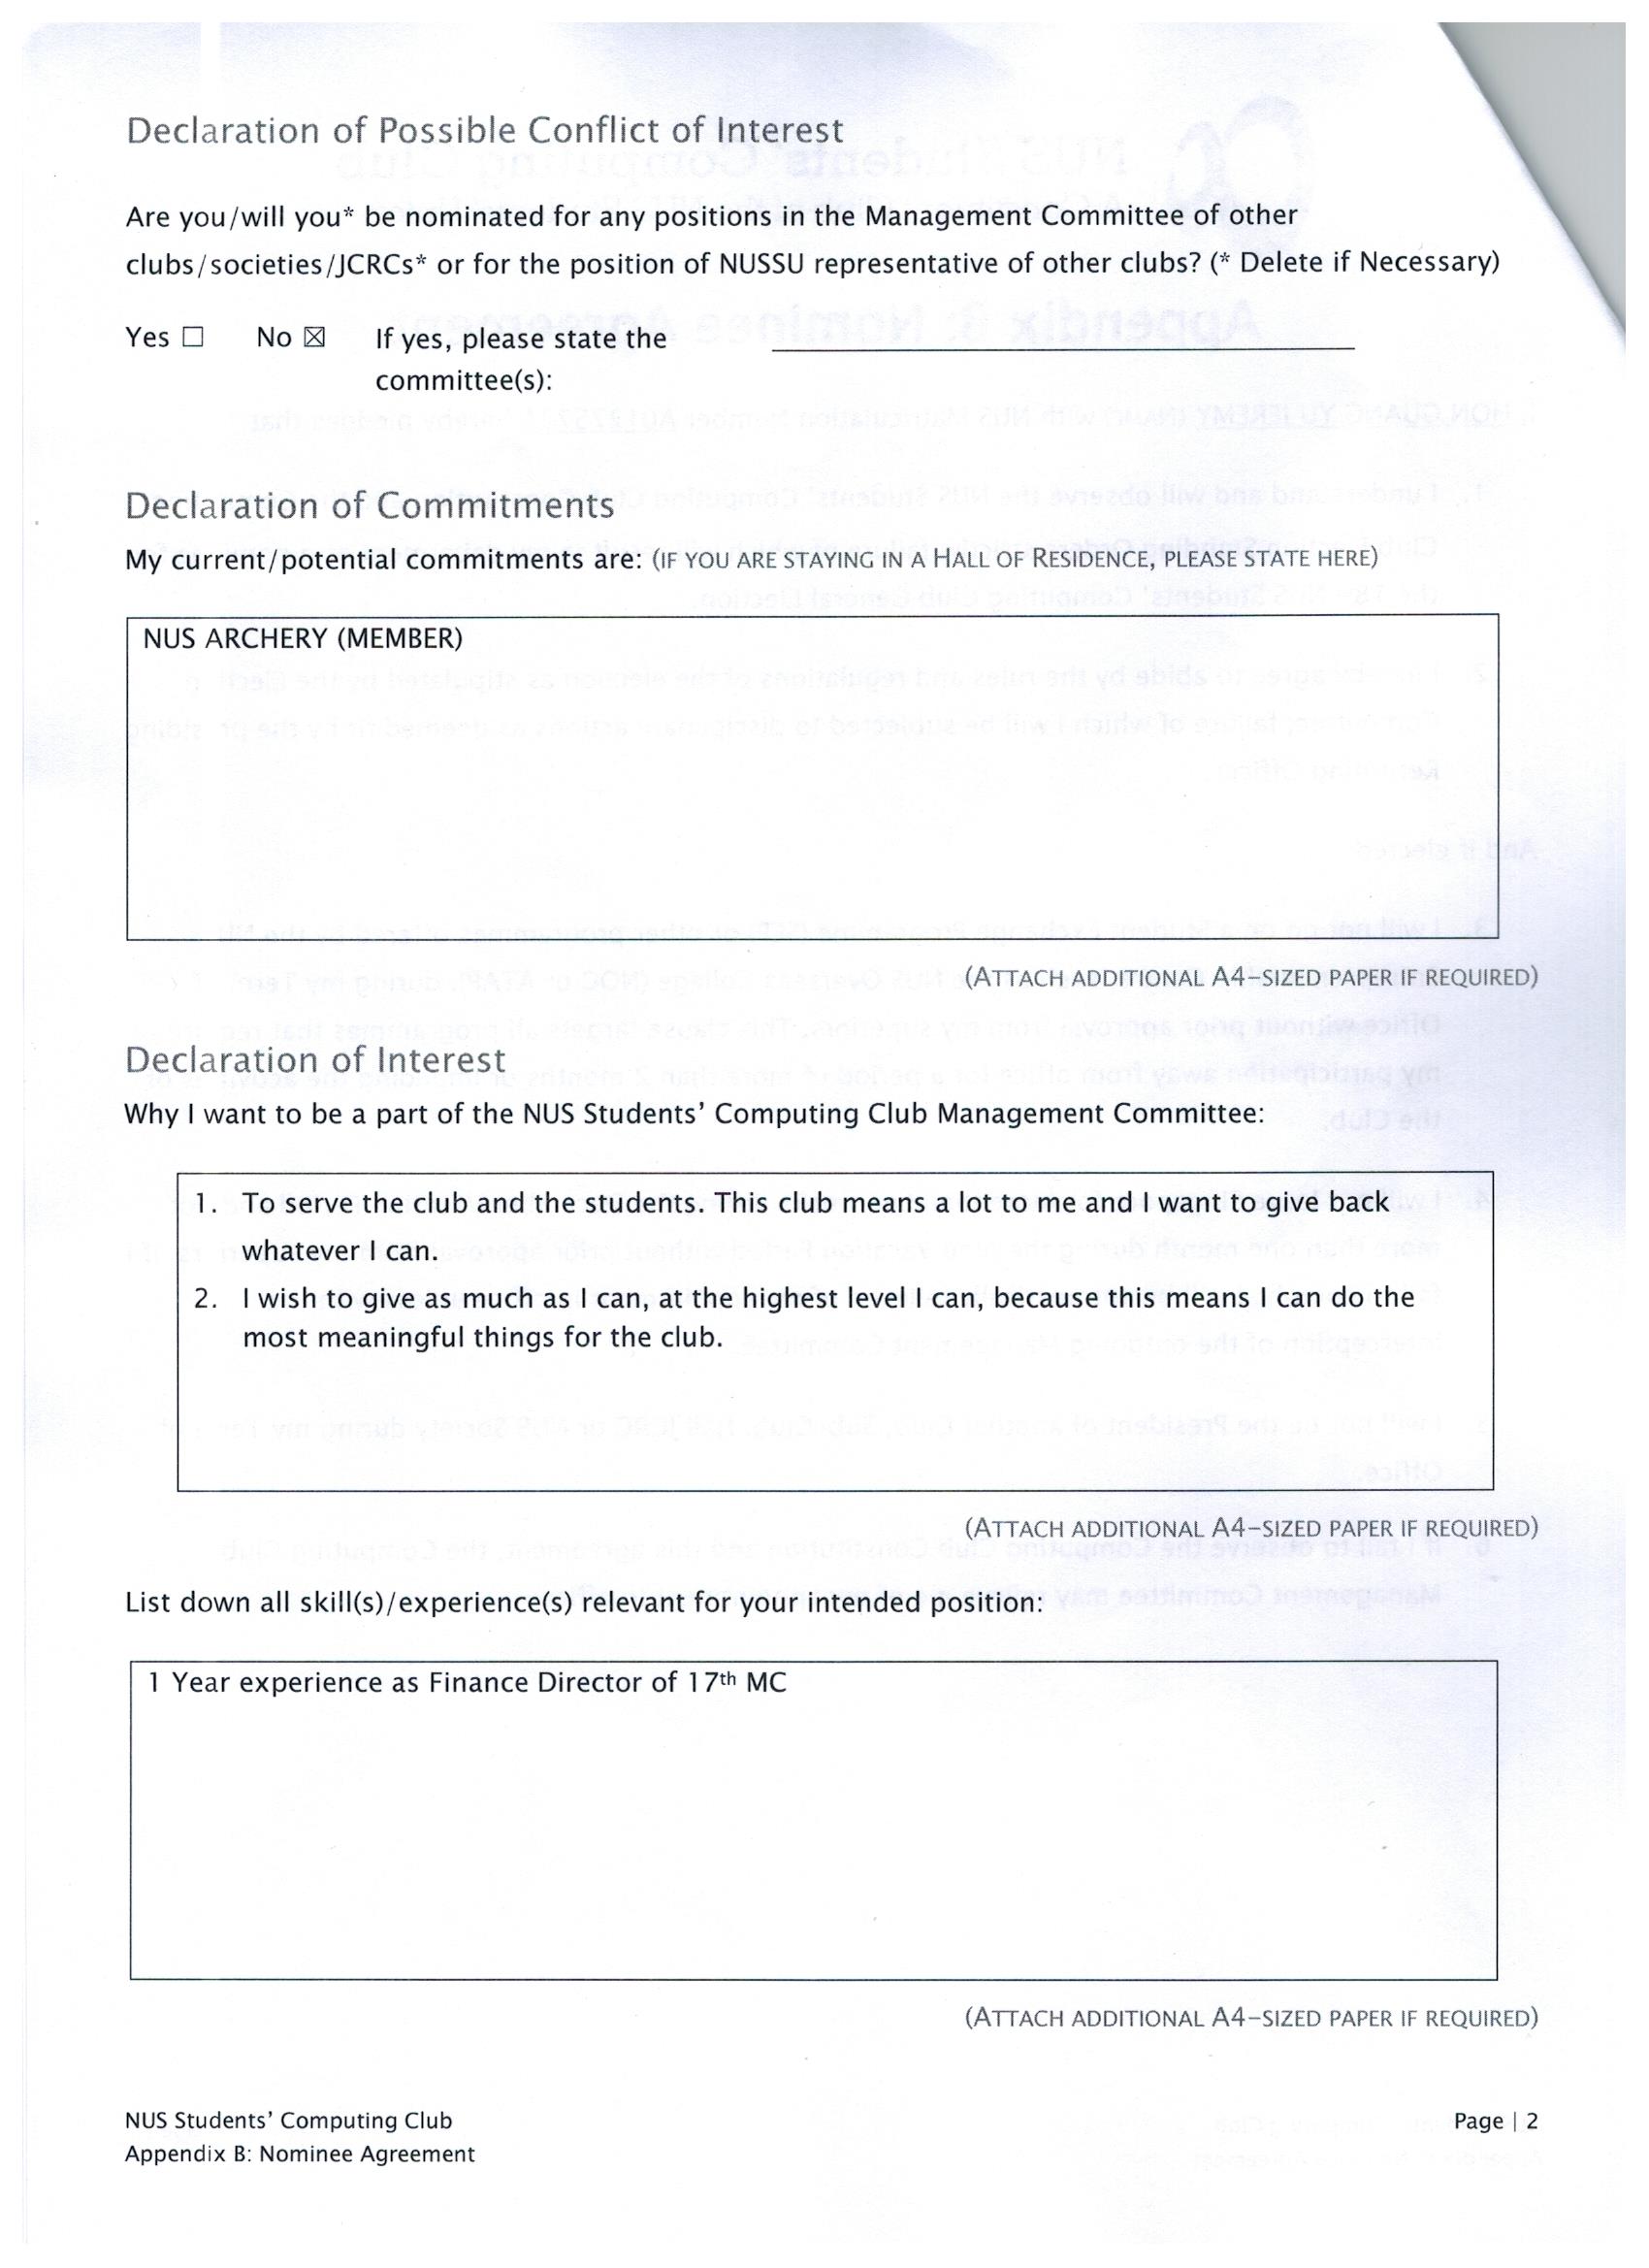 Declaration of Possible Conflict of Interest
Are you/will you* be nominated for any positions in the Management Committee of other
clubs/societies/JCRCs* or for the position of NUSSU representative of other clubs? (* Delete if Necessary)
Yes ☐ No ☒ If yes, please state the
committee(s):
Declaration of Commitments
My current/potential commitments are: (IF YOU ARE STAYING IN A HALL OF RESIDENCE, PLEASE STATE HERE)
NUS ARCHERY (MEMBER)
(ATTACH ADDITIONAL A4-SIZED PAPER IF REQUIRED)
Declaration of Interest
Why I want to be a part of the NUS Students' Computing Club Management Committee:
1. To serve the club and the students. This club means a lot to me and I want to give back
whatever I can.
2. I wish to give as much as I can, at the highest level I can, because this means I can do the
most meaningful things for the club.
(ATTACH ADDITIONAL A4-SIZED PAPER IF REQUIRED)
List down all skill(s)/experience(s) relevant for your intended position:
1 Year experience as Finance Director of 17th MC
(ATTACH ADDITIONAL A4-SIZED PAPER IF REQUIRED)
NUS Students' Computing Club
Page | 2
Appendix B: Nominee Agreement